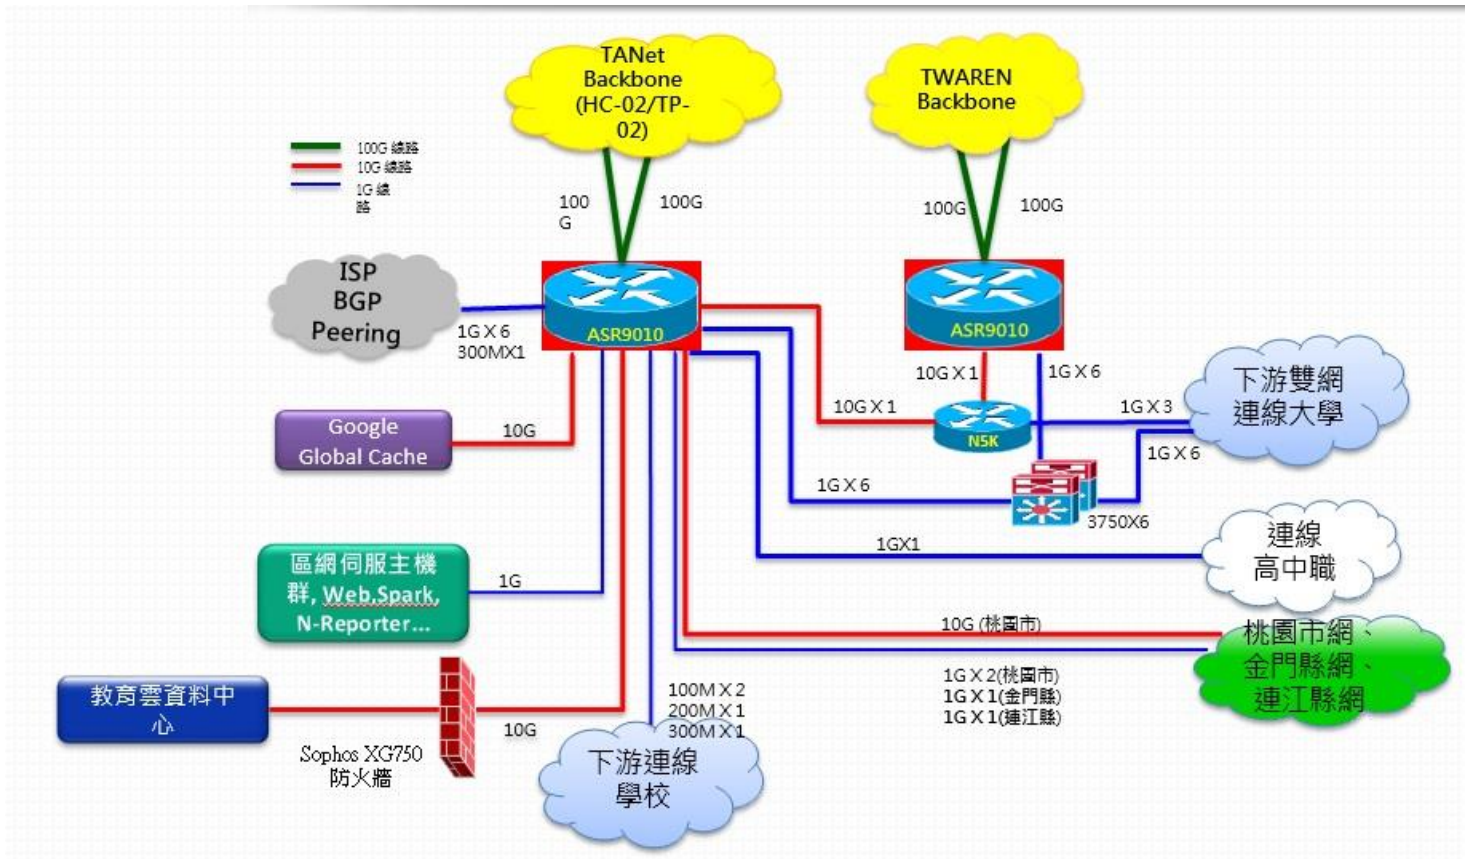 TANet
Backbone
(HC-02/TP-
02)
TWAREN
Backbone
100G 線路
10G 線路
1G 線
路
100
G
100G
100G
100G
ISP
BGP
Peering
1G X 6
300MX1
ASR9010
ASR9010
10G X 1
1G X 6
下游雙網
連線大學
Google
Global Cache
10G
10G X 1
N5K
1G X 3
1G X 6
1G X 6
3750X6
1GX1
連線
高中職
區網伺服主機
群, Web,Spark,
N-Reporter...
1G
10G (桃園市)
桃園市網、
金門縣網、
連江縣網
1G X 2(桃園市)
1G X 1(金門縣)
1G X 1(連江縣)
教育雲資料中
心
Sophos XG750
防火牆
10G
100M X 2
200M X 1
300M X 1
下游連線
學校